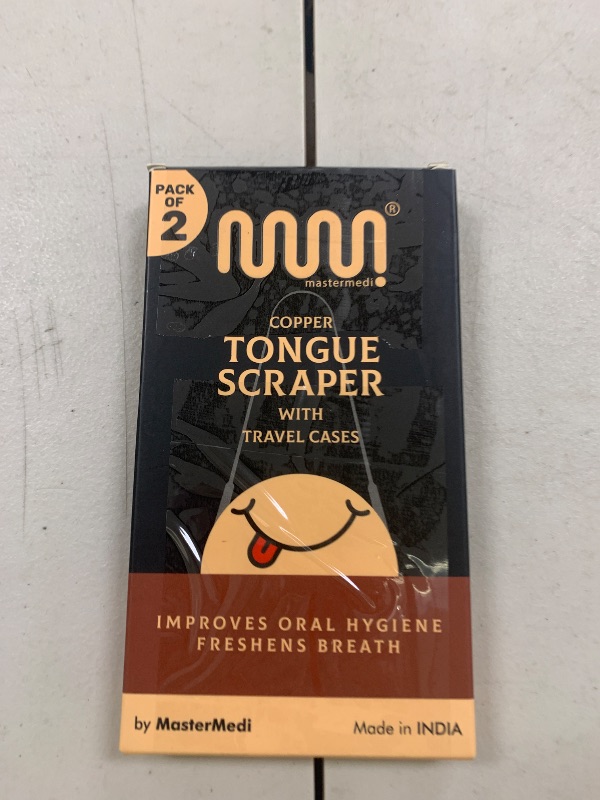 PACK
OF
2
®
mastermedi
COPPER
TONGUE
SCRAPER
WITH
TRAVEL CASES
IMPROVES ORAL HYGIENE
FRESHENS BREATH
by MasterMedi
Made in INDIA